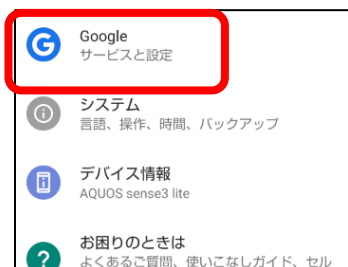 Google
サービスと設定
システム
言語、操作、時間、バックアップ
デバイス情報
AQUOS sense3 lite
お困りのときは
よくあるご質問、使いこなしガイド、セル